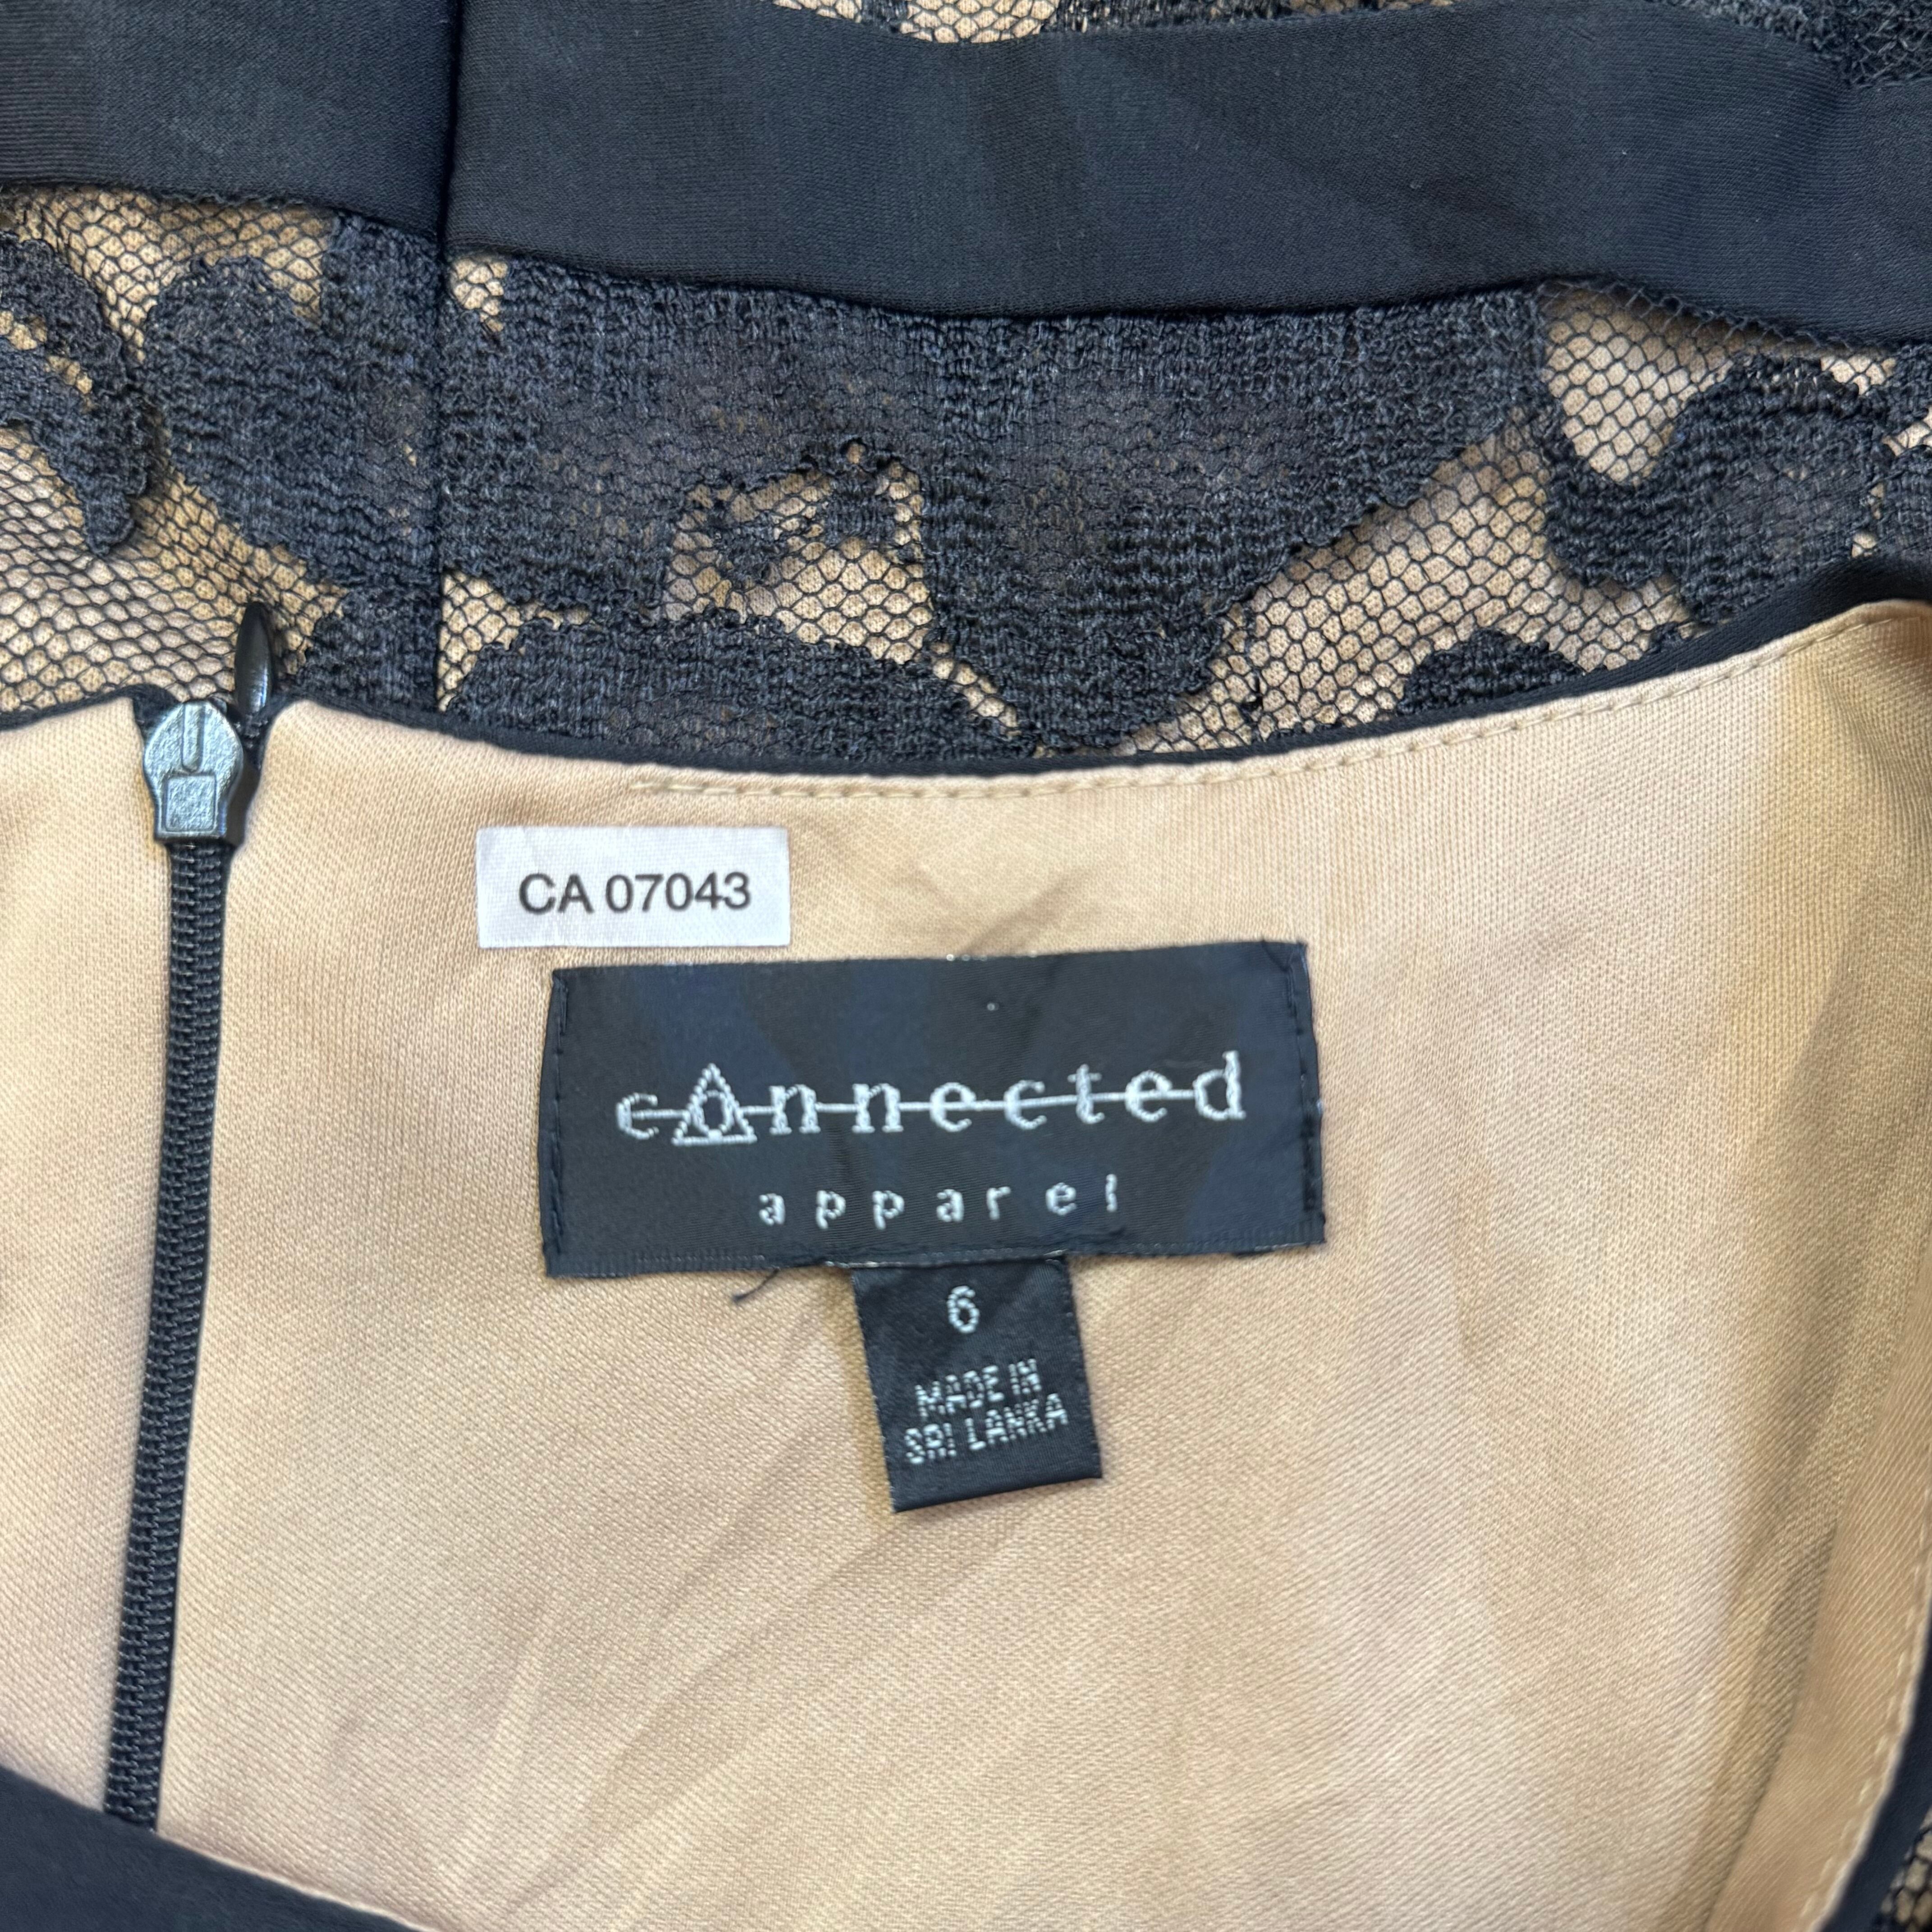 CA 07043
connected
apparel
6
MADE IN
SRI LANKA